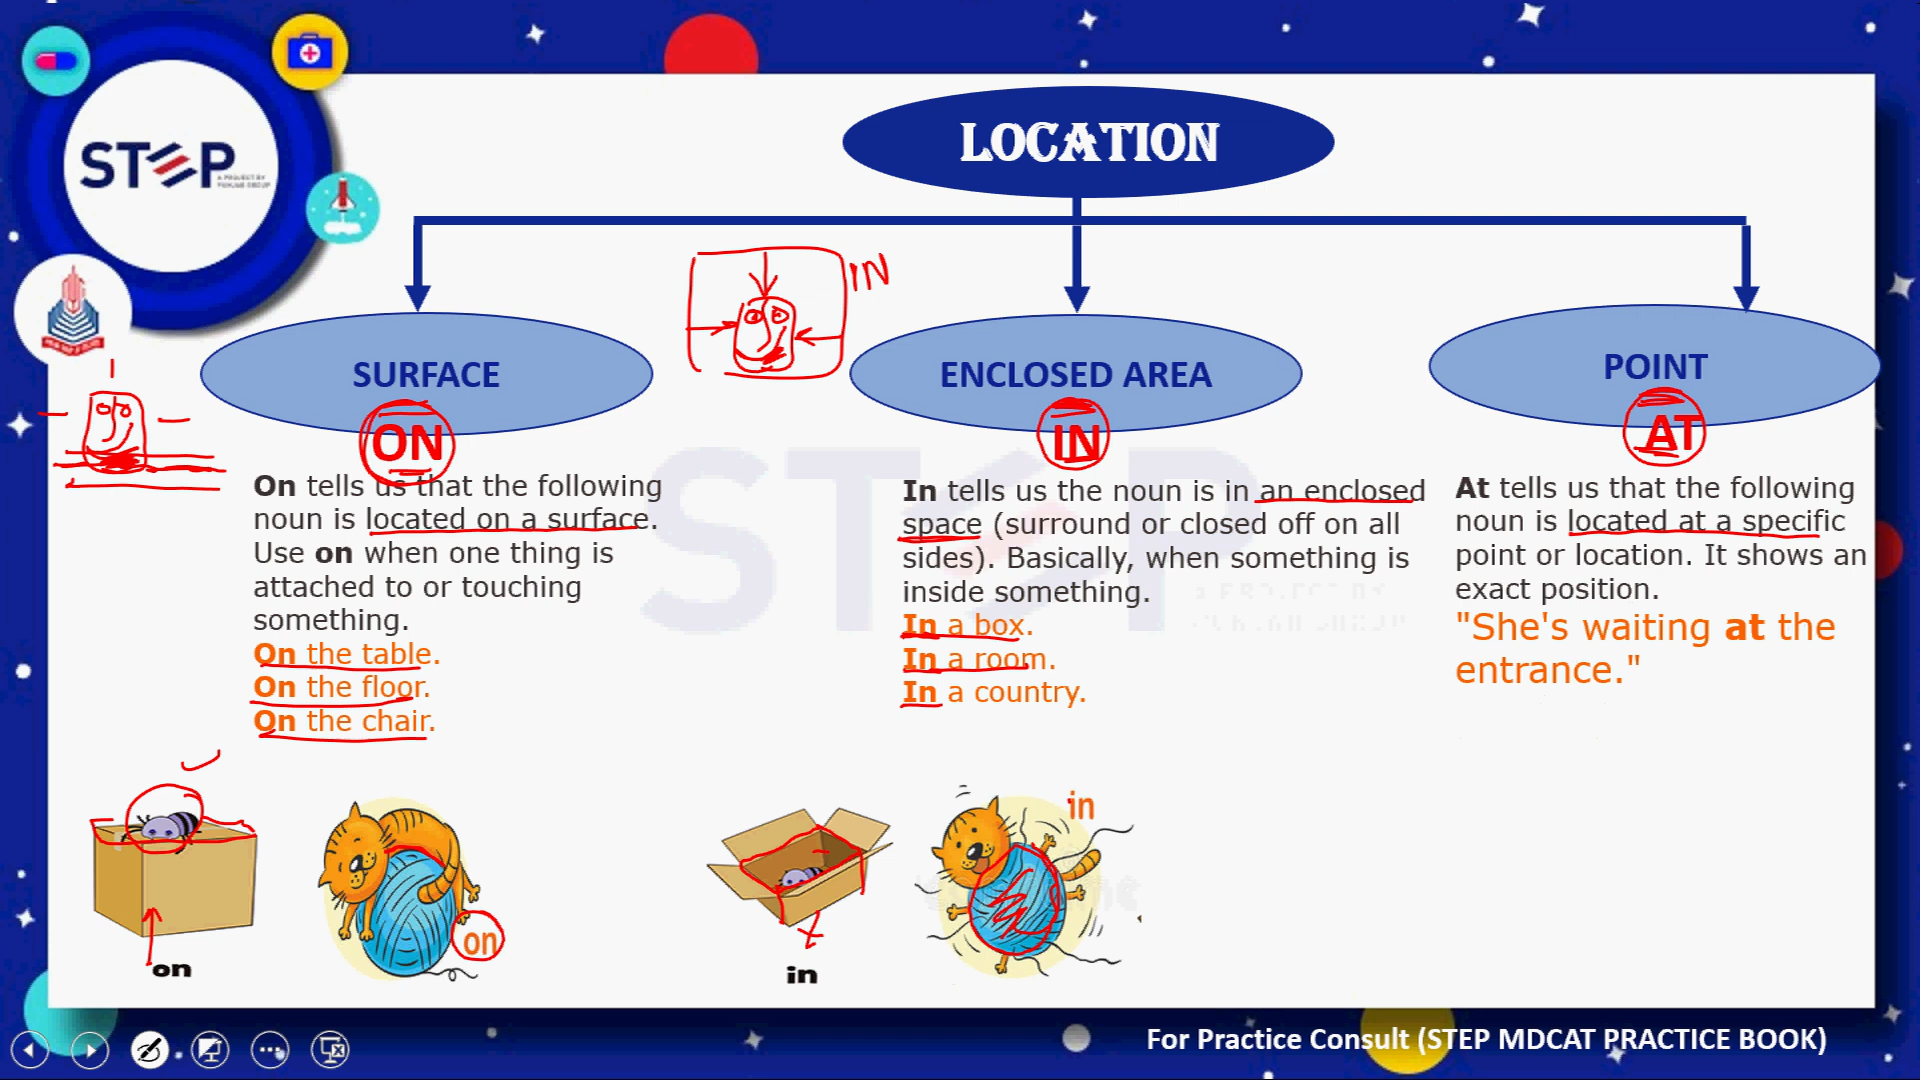 LOCATION
STEP
A PROJECT BY
PUNJAB GROUP
IN
SURFACE
ENCLOSED AREA
POINT
ON
IN
AT
On tells us that the following
noun is located on a surface.
Use on when one thing is
attached to or touching
something.
On the table.
On the floor.
On the chair.
In tells us the noun is in an enclosed
space (surround or closed off on all
sides). Basically, when something is
inside something.
In a box.
In a room.
In a country.
At tells us that the following
noun is located at a specific
point or location. It shows an
exact position.
"She's waiting at the
entrance."
on
on
in
in
For Practice Consult (STEP MDCAT PRACTICE BOOK)